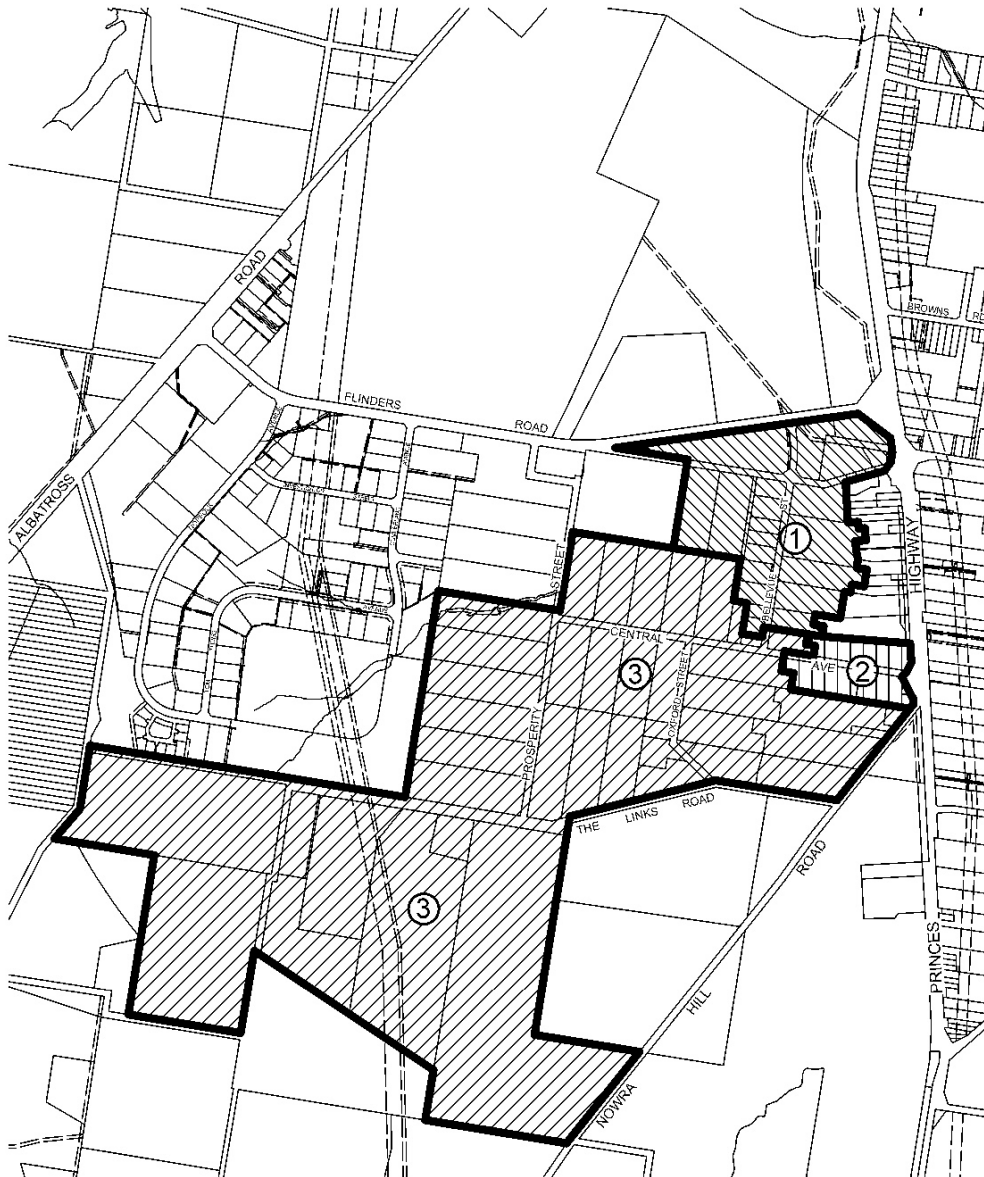 ROAD
BROWNS
FLINDERS
ROAD
ALBATROSS
STREET
①
HIGHWAY
BELLEVUE ST
CENTRAL
③
AVE
②
OXFORD STREET
PROSPERITY
THE LINKS ROAD
ROAD
③
PRINCES
HILL
NOWRA